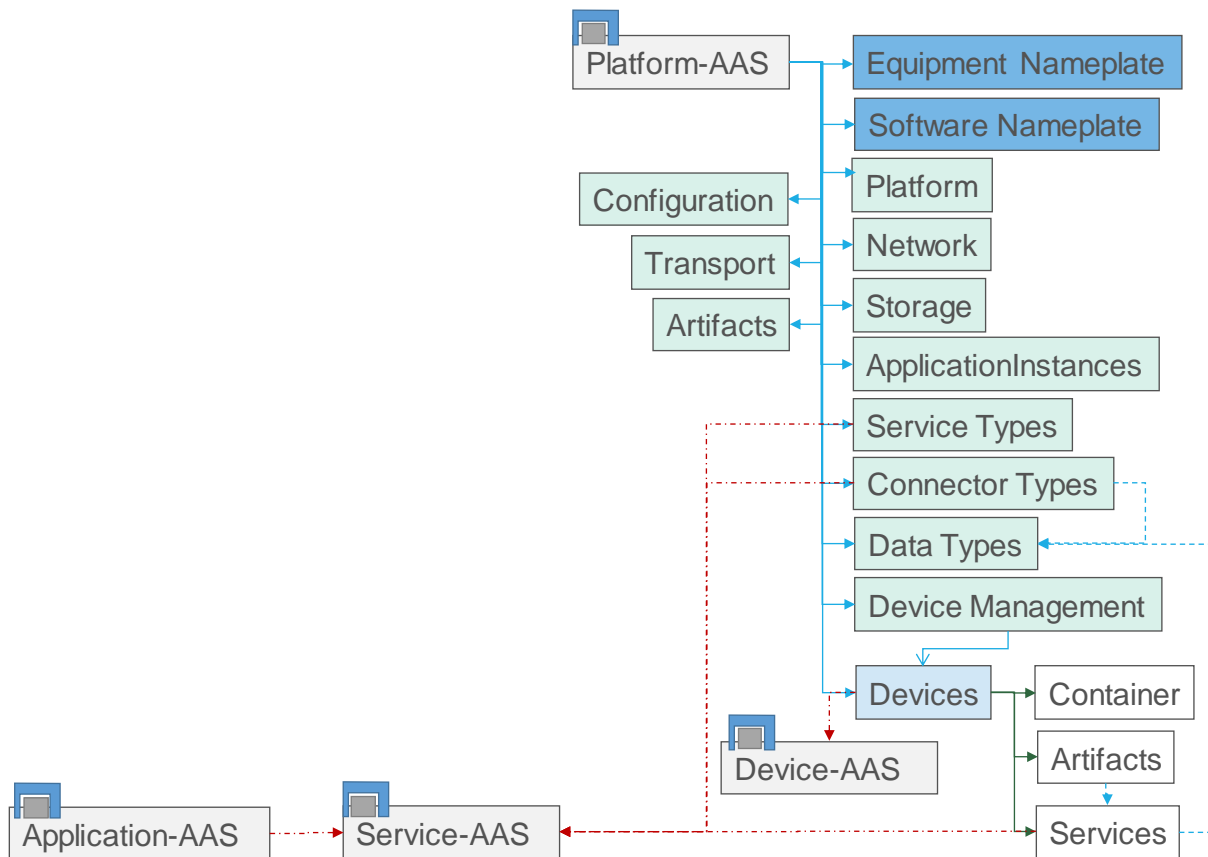 Platform-AAS
Equipment Nameplate
Software Nameplate
Platform
Configuration
Network
Transport
Storage
Artifacts
ApplicationInstances
Service Types
Connector Types
Data Types
Device Management
Devices
Container
Device-AAS
Artifacts
Application-AAS
Service-AAS
Services